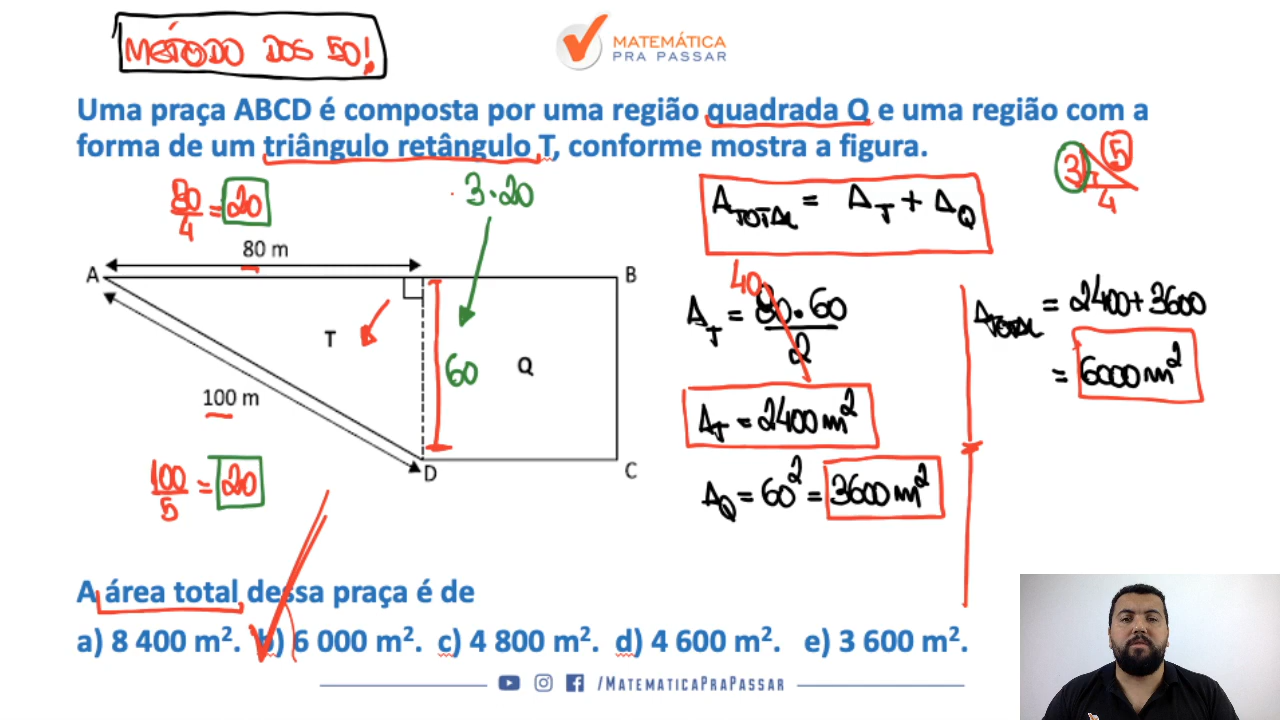 MÉTODO DOS 50!
MATEMÁTICA
PRA PASSAR
Uma praça ABCD é composta por uma região quadrada Q e uma região com a
forma de um triângulo retângulo T, conforme mostra a figura.
80/4 = 20
3·20
A_TOTAL = A_T + A_Q
3 5
4
80 m
A
B
T
Q
60
100 m
D
C
100/5 = 20
40
A_T = 80·60/2
A_T = 2400 m²
A_Q = 60² = 3600 m²
A_TOTAL = 2400+3600
= 6000 m²
A área total dessa praça é de
a) 8 400 m². b) 6 000 m². c) 4 800 m². d) 4 600 m². e) 3 600 m².
/MATEMATICAPRAPASSAR